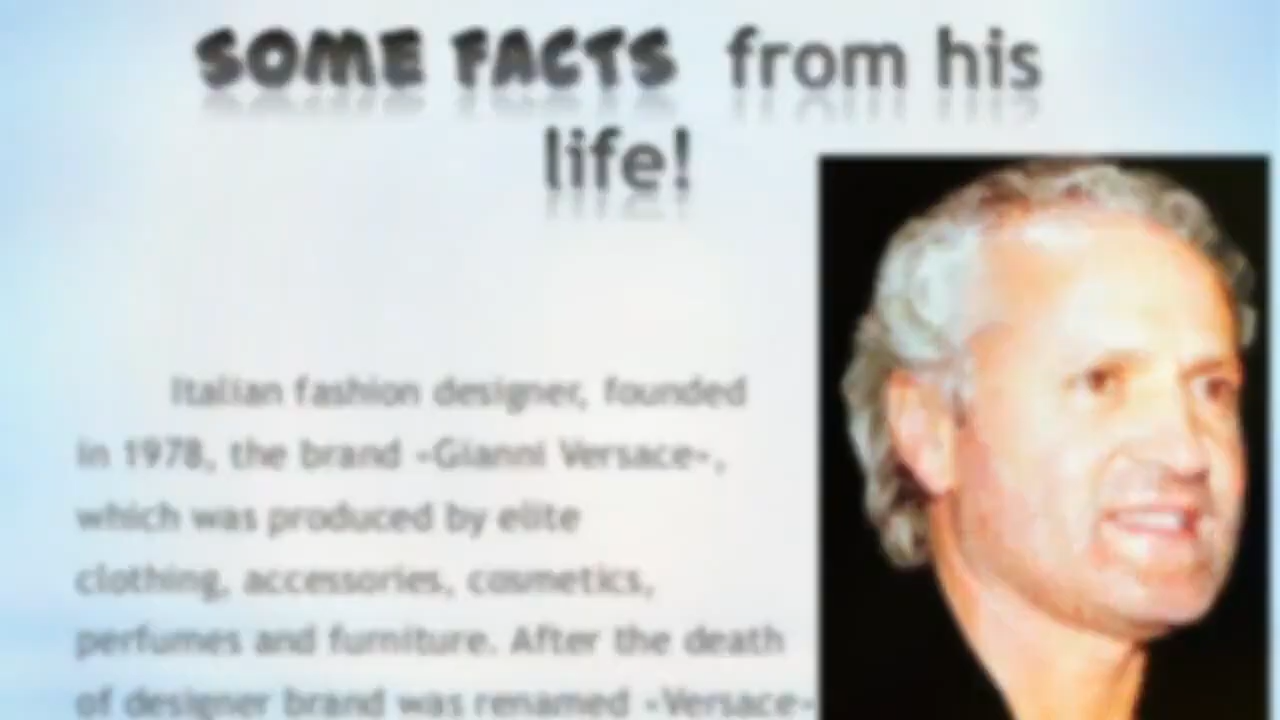 SOME FACTS from his
life!
Italian fashion designer, founded
in 1978, the brand «Gianni Versace»,
which was produced by elite
clothing, accessories, cosmetics,
perfumes and furniture. After the death
of designer brand was renamed «Versace»